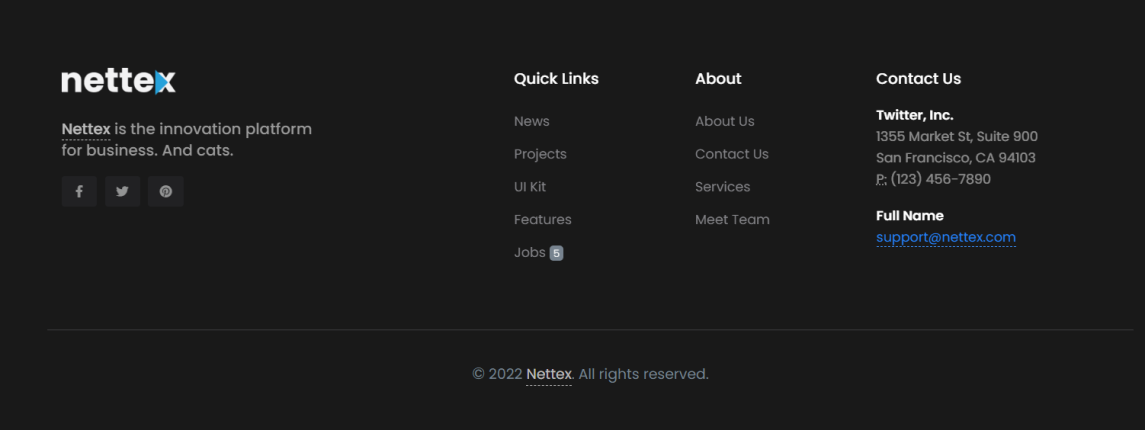 nettex
Nettex is the innovation platform
for business. And cats.
Quick Links
News
Projects
UI Kit
Features
Jobs 5
About
About Us
Contact Us
Services
Meet Team
Contact Us
Twitter, Inc.
1355 Market St, Suite 900
San Francisco, CA 94103
P: (123) 456-7890
Full Name
support@nettex.com
© 2022 Nettex. All rights reserved.